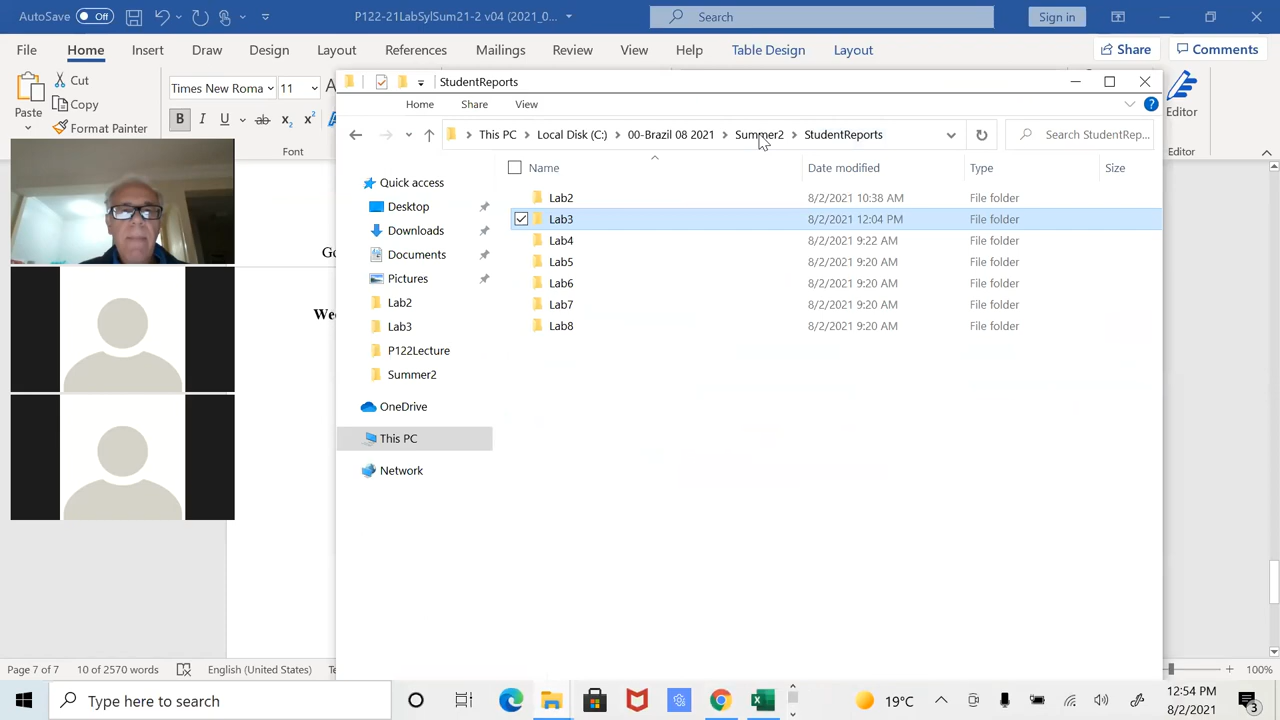 AutoSave Off P122-21LabSylSum21-2 v04 (2021_0... Search Sign in
File Home Insert Draw Design Layout References Mailings Review View Help Table Design Layout Share Comments
Paste Cut Copy Format Painter
Times New Roma 11
B I U ab x₂ x²
Font
Editor
Editor
StudentReports
Home Share View
This PC Local Disk (C:) 00-Brazil 08 2021 Summer2 StudentReports Search StudentRep...
Name Date modified Type Size
Quick access
Desktop
Downloads
Documents
Pictures
Lab2
Lab3
P122Lecture
Summer2
OneDrive
This PC
Network
Lab2 8/2/2021 10:38 AM File folder
Lab3 8/2/2021 12:04 PM File folder
Lab4 8/2/2021 9:22 AM File folder
Lab5 8/2/2021 9:20 AM File folder
Lab6 8/2/2021 9:20 AM File folder
Lab7 8/2/2021 9:20 AM File folder
Lab8 8/2/2021 9:20 AM File folder
Page 7 of 7 10 of 2570 words English (United States) 100%
Type here to search 19°C 12:54 PM
8/2/2021 3